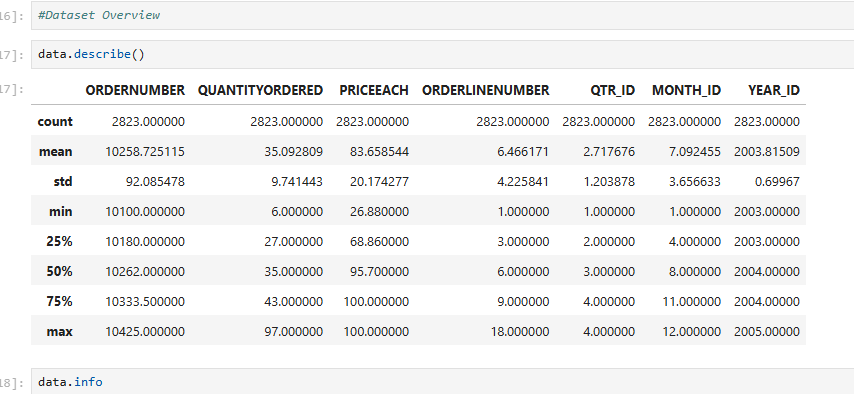 16]: #Dataset Overview
17]: data.describe()
17]: ORDERNUMBER QUANTITYORDERED PRICEEACH ORDERLINENUMBER QTR_ID MONTH_ID YEAR_ID
count 2823.000000 2823.000000 2823.000000 2823.000000 2823.000000 2823.000000 2823.00000
mean 10258.725115 35.092809 83.658544 6.466171 2.717676 7.092455 2003.81509
std 92.085478 9.741443 20.174277 4.225841 1.203878 3.656633 0.69967
min 10100.000000 6.000000 26.880000 1.000000 1.000000 1.000000 2003.00000
25% 10180.000000 27.000000 68.860000 3.000000 2.000000 4.000000 2003.00000
50% 10262.000000 35.000000 95.700000 6.000000 3.000000 8.000000 2004.00000
75% 10333.500000 43.000000 100.000000 9.000000 4.000000 11.000000 2004.00000
max 10425.000000 97.000000 100.000000 18.000000 4.000000 12.000000 2005.00000
18]: data.info